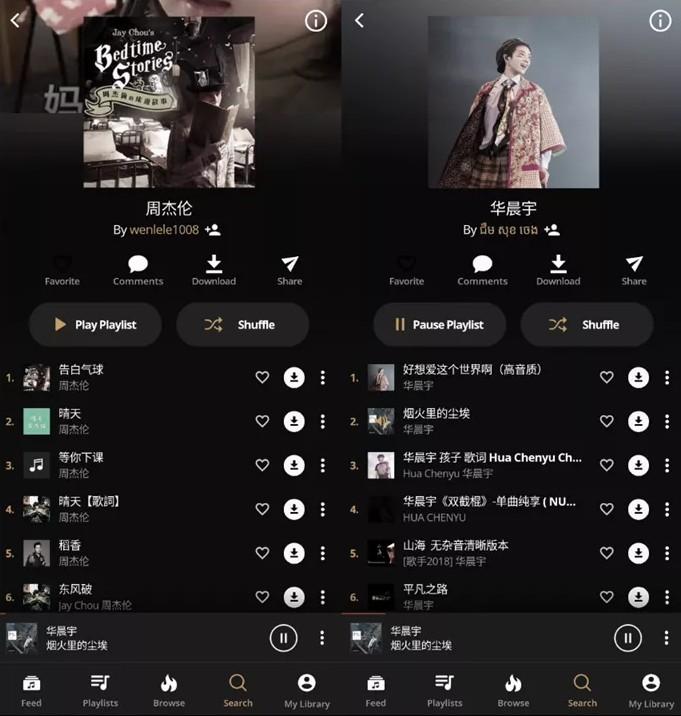 Jay Chou's
Bedtime
Stories
周杰倫的床邊故事
妈
周杰伦
By wenlele1008
Favorite
Comments
Download
Share
Play Playlist
Shuffle
1.
告白气球
周杰伦
2.
晴天
周杰伦
3.
等你下课
周杰伦
4.
晴天【歌詞】
周杰伦
5.
稻香
周杰伦
6.
东风破
Jay Chou 周杰伦
华晨宇
烟火里的尘埃
Feed
Playlists
Browse
Search
My Library
华晨宇
By ជឹម សុខ ចេង
Favorite
Comments
Download
Share
Pause Playlist
Shuffle
1.
好想爱这个世界啊（高音质）
华晨宇
2.
烟火里的尘埃
华晨宇
3.
华晨宇 孩子 歌词 Hua Chenyu Ch...
Hua Chenyu 华晨宇
4.
华晨宇《双截棍》-单曲纯享 ( NU...
HUA CHENYU
5.
山海 无杂音清晰版本
[歌手2018] 华晨宇
6.
平凡之路
华晨宇
华晨宇
烟火里的尘埃
Feed
Playlists
Browse
Search
My Library